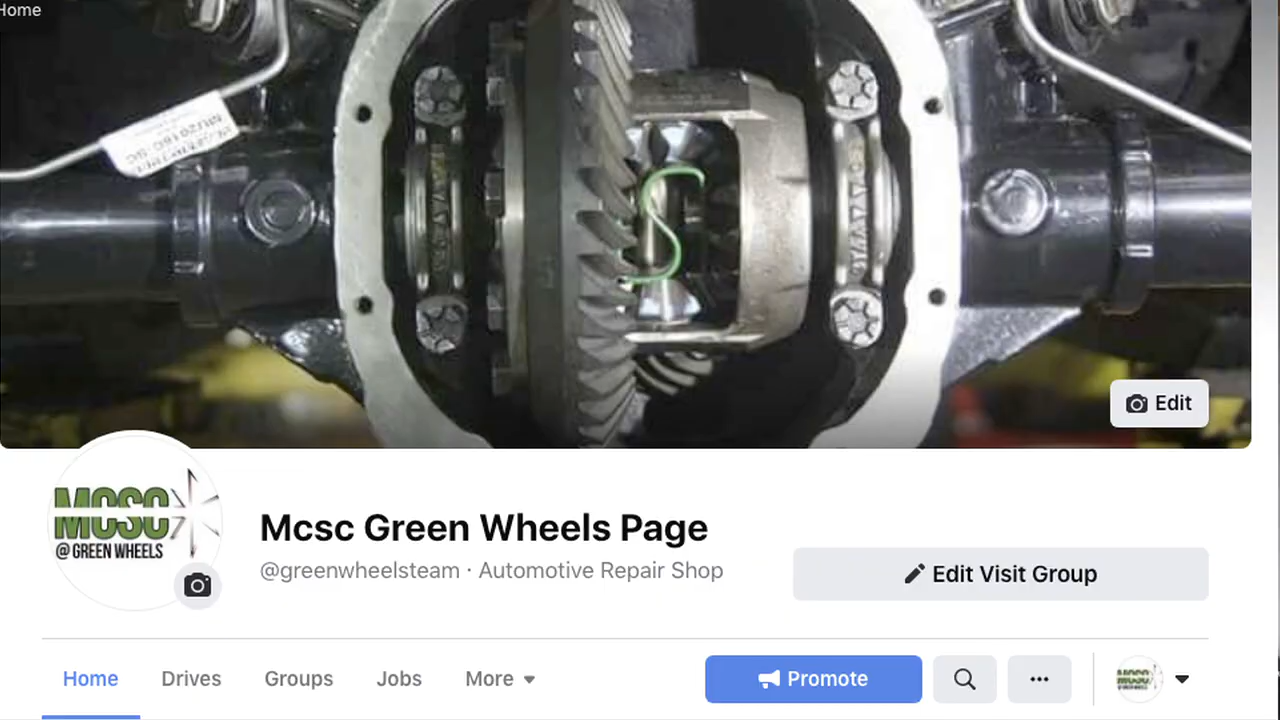 Home
Edit
MCSC
@ GREEN WHEELS
Mcsc Green Wheels Page
@greenwheelsteam · Automotive Repair Shop
Edit Visit Group
Home
Drives
Groups
Jobs
More
Promote
MCSC